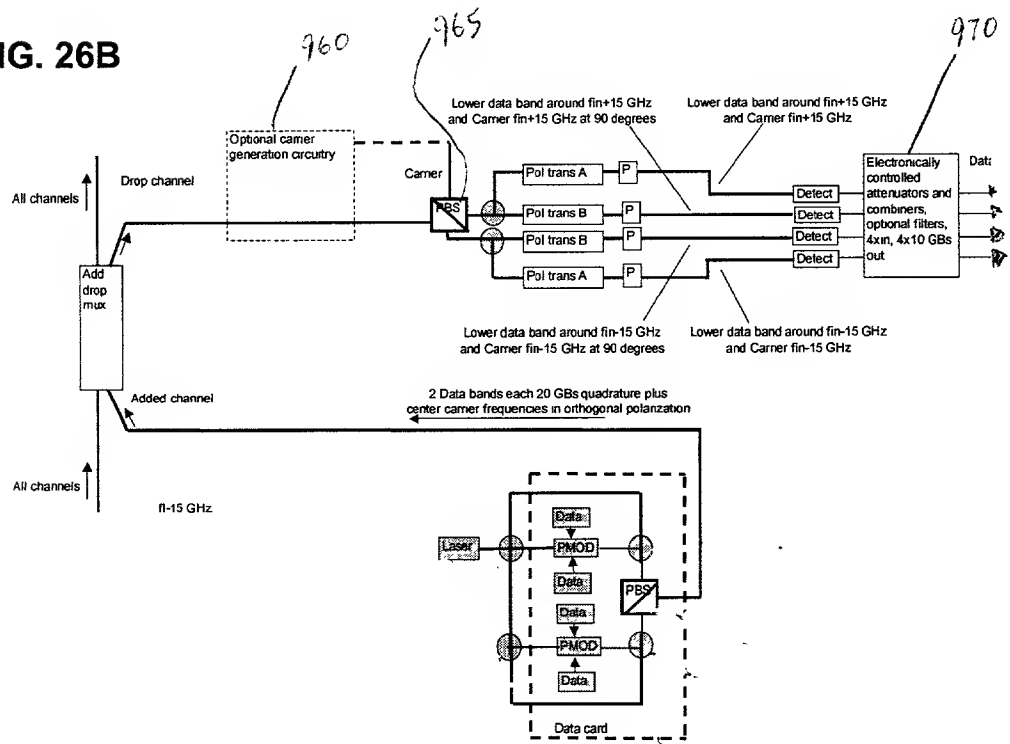 NG. 26B
960
965
970
Lower data band around fin+15 GHz
and Carrier fin+15 GHz at 90 degrees
Lower data band around fin+15 GHz
and Carrier fin+15 GHz
Optional carrier
generation circuitry
All channels
Drop channel
Carrier
PBS
Pol trans A
P
Pol trans B
P
Pol trans B
P
Pol trans A
P
Detect
Detect
Detect
Detect
Electronically
controlled
attenuators and
combiners,
optional filters,
4xin, 4x10 GBs
out
Data
Add
drop
mux
Lower data band around fin-15 GHz
and Carrier fin-15 GHz at 90 degrees
Lower data band around fin-15 GHz
and Carrier fin-15 GHz
Added channel
2 Data bands each 20 GBs quadrature plus
center carrier frequencies in orthogonal polarization
All channels
fl-15 GHz
Laser
Data
PMOD
Data
PBS
Data
PMOD
Data
Data card